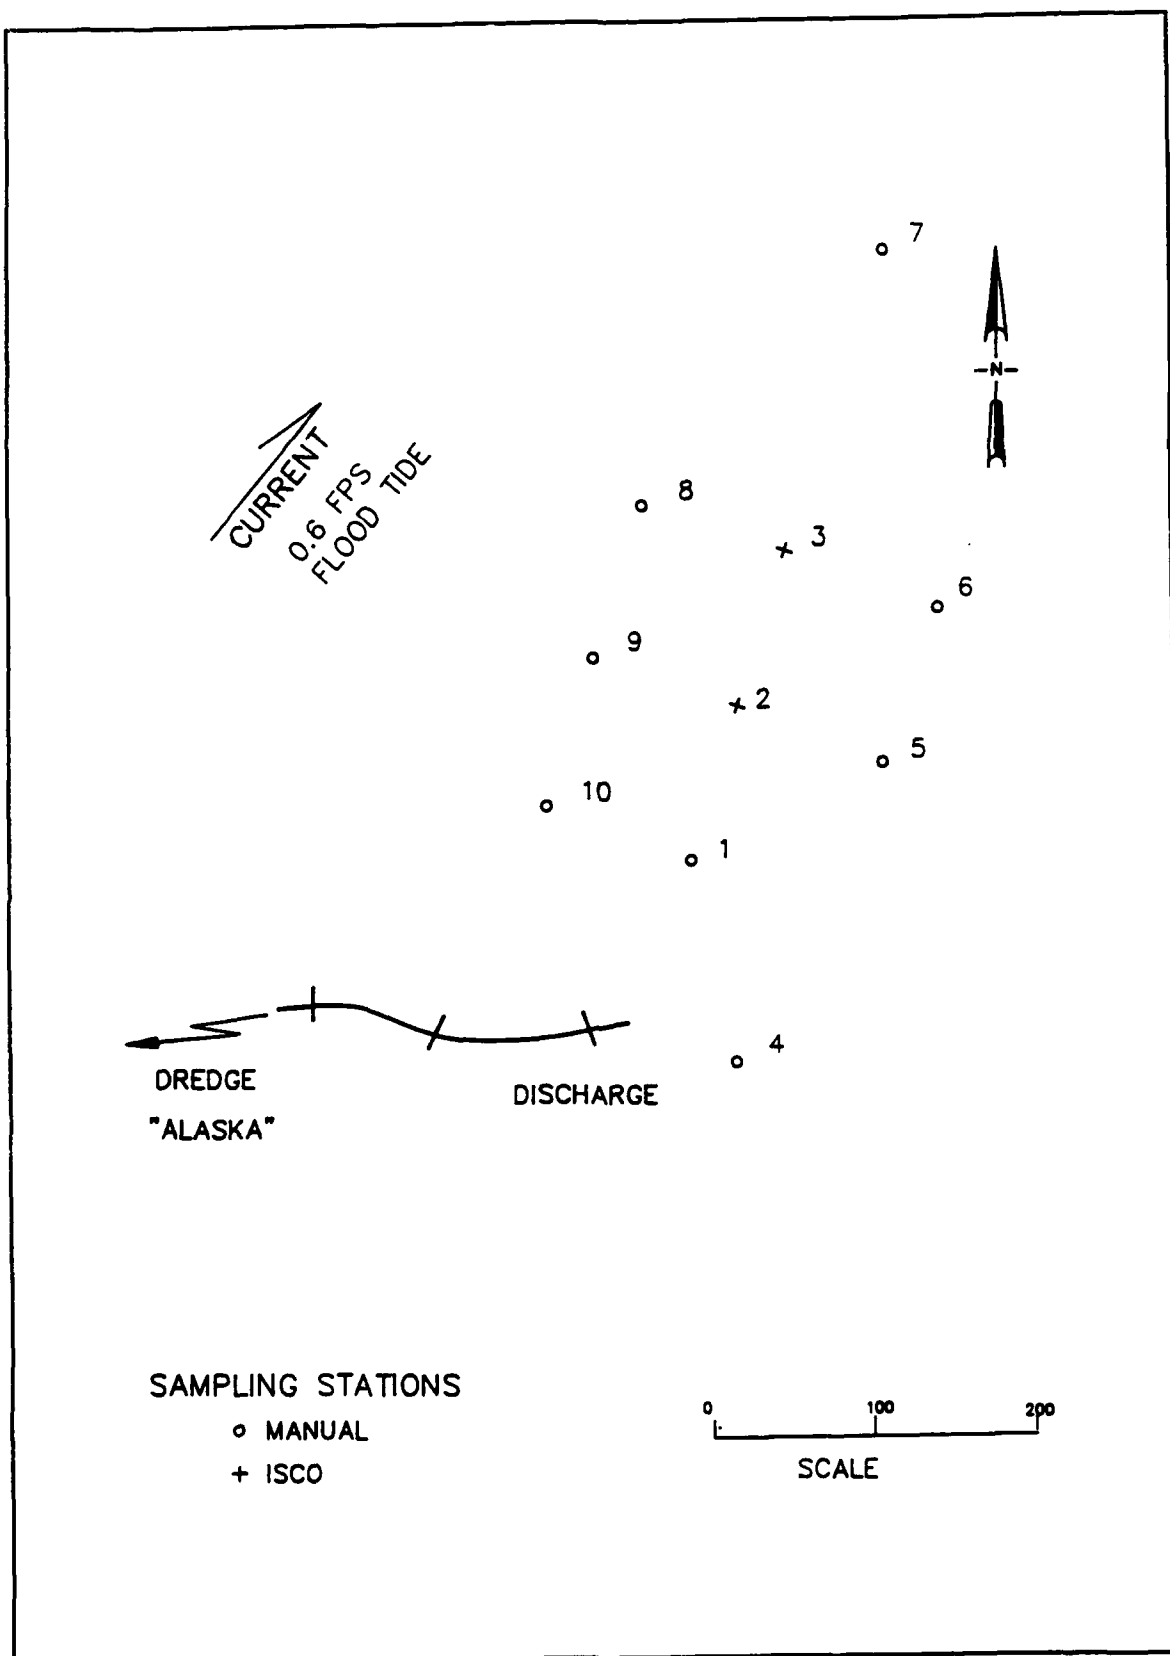 7
-N-
CURRENT
0.6 FPS
FLOOD TIDE
8
3
6
9
2
5
10
1
4
DREDGE
"ALASKA"
DISCHARGE
SAMPLING STATIONS
o MANUAL
+ ISCO
0 100 200
SCALE